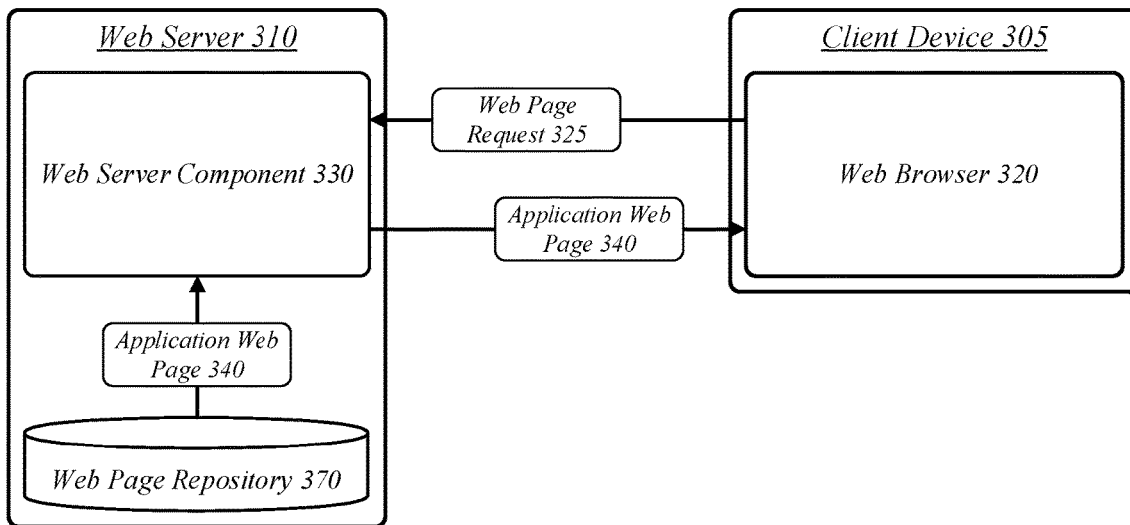 Web Server 310
Client Device 305
Web Page
Request 325
Web Server Component 330
Web Browser 320
Application Web
Page 340
Application Web
Page 340
Web Page Repository 370